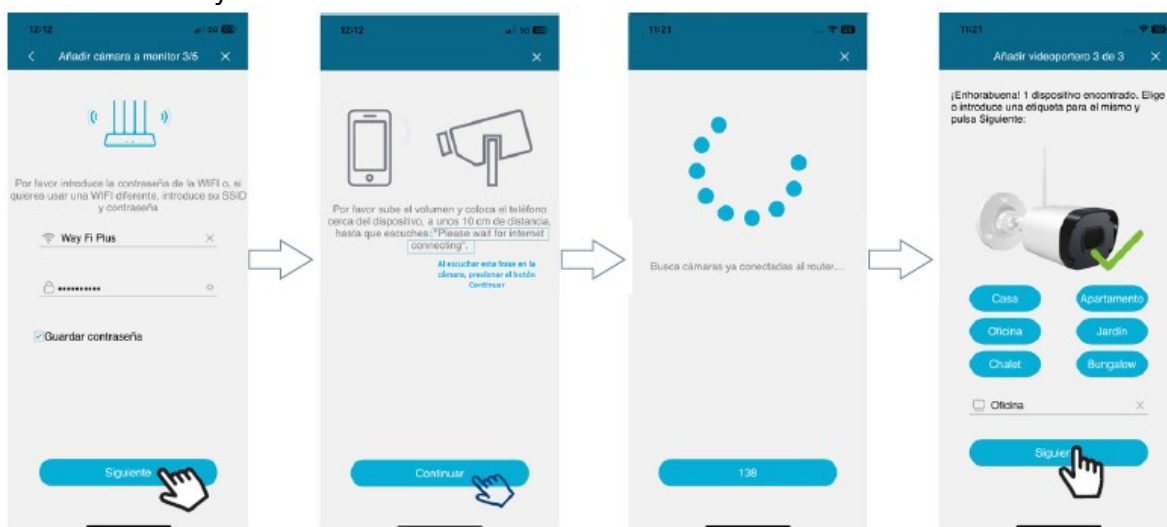 12:12
5G
Añadir cámara a monitor 3/5
Por favor introduce la contraseña de la WIFI o, si
quieres usar una WIFI diferente, introduce su SSID
y contraseña
Way Fi Plus
••••••••••
Guardar contraseña
Siguiente
12:12
5G
Por favor sube el volumen y coloca el teléfono
cerca del dispositivo, a unos 10 cm de distancia,
hasta que escuches: "Please wait for internet
connecting".
Al escuchar esta frase en la
cámara, presionar el botón
Continuar
Continuar
11:21
Busca cámaras ya conectadas al router...
138
11:21
Añadir videoportero 3 de 3
¡Enhorabuena! 1 dispositivo encontrado. Elige
o introduce una etiqueta para el mismo y
pulsa Siguiente:
Casa
Apartamento
Oficina
Jardín
Chalet
Bungalow
Oficina
Siguien